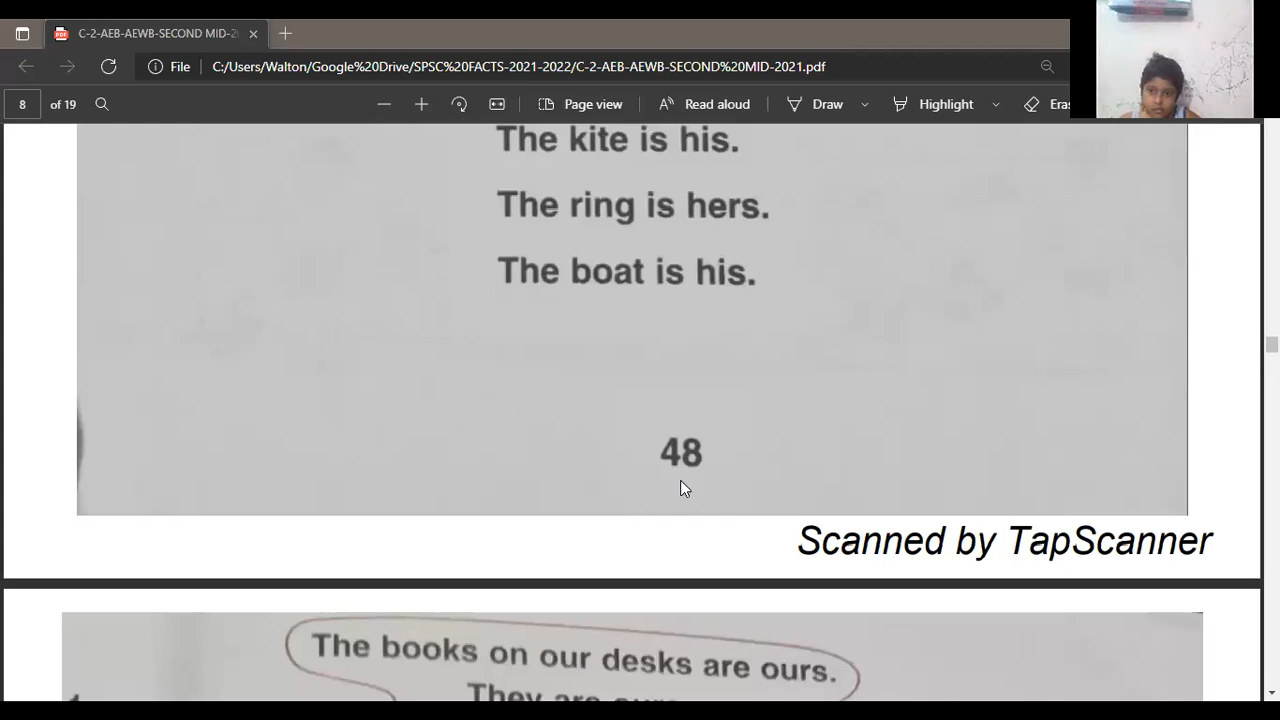 C-2-AEB-AEWB-SECOND MID-2
File
C:/Users/Walton/Google%20Drive/SPSC%20FACTS-2021-2022/C-2-AEB-AEWB-SECOND%20MID-2021.pdf
8 of 19
Page view
Read aloud
Draw
Highlight
The kite is his.
The ring is hers.
The boat is his.
48
Scanned by TapScanner
The books on our desks are ours.
They are